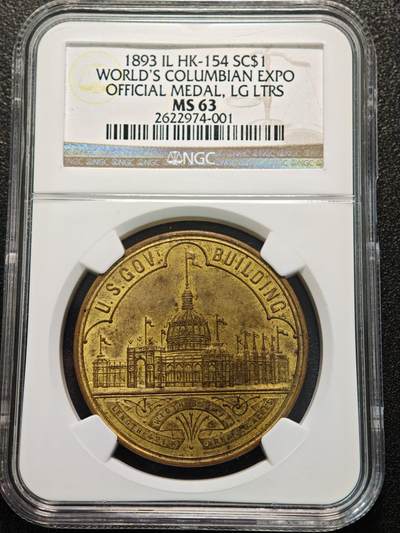 1893 IL HK-154 SC$1
WORLD'S COLUMBIAN EXPO
OFFICIAL MEDAL, LG LTRS
MS 63
2622974-001
NGC
U.S. GOV. BUILDING